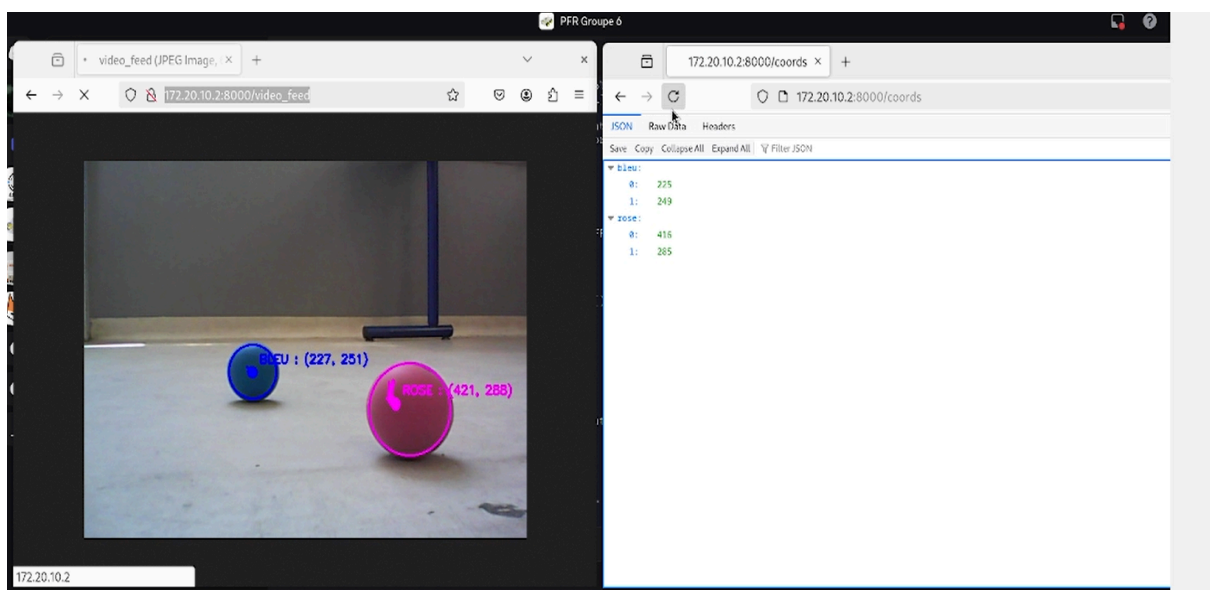 PFR Groupe 6
video_feed (JPEG Image,
172.20.10.2:8000/video_feed
BLEU : (227, 251)
ROSE : (421, 288)
172.20.10.2
172.20.10.2:8000/coords
172.20.10.2:8000/coords
JSON Raw Data Headers
Save Copy Collapse All Expand All Filter JSON
bleu:
0: 225
1: 249
rose:
0: 416
1: 285